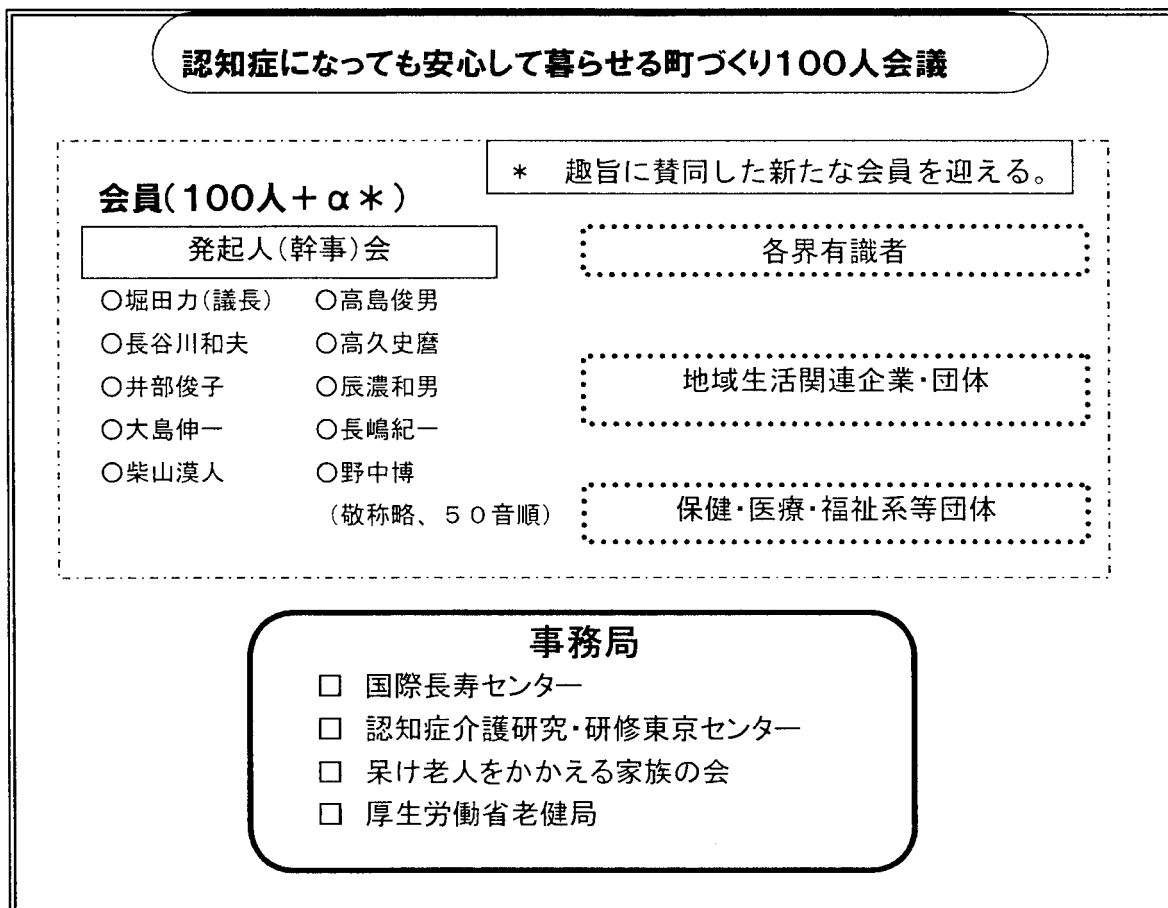 認知症になっても安心して暮らせる町づくり100人会議
* 趣旨に賛同した新たな会員を迎える。
会員(100人+α*)
発起人(幹事)会
○堀田力(議長) ○高島俊男
○長谷川和夫 ○高久史麿
○井部俊子 ○辰濃和男
○大島伸一 ○長嶋紀一
○柴山漠人 ○野中博
(敬称略、50音順)
各界有識者
地域生活関連企業・団体
保健・医療・福祉系等団体
事務局
□ 国際長寿センター
□ 認知症介護研究・研修東京センター
□ 呆け老人をかかえる家族の会
□ 厚生労働省老健局